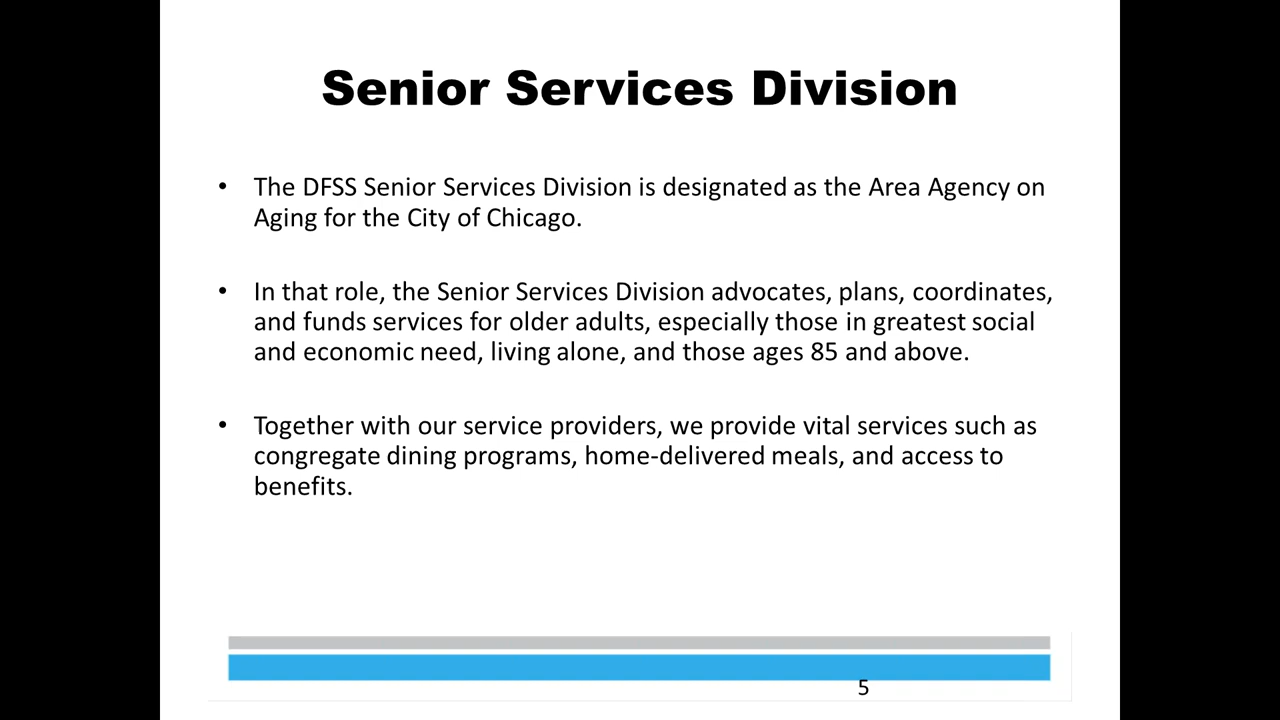 Senior Services Division
• The DFSS Senior Services Division is designated as the Area Agency on
Aging for the City of Chicago.
• In that role, the Senior Services Division advocates, plans, coordinates,
and funds services for older adults, especially those in greatest social
and economic need, living alone, and those ages 85 and above.
• Together with our service providers, we provide vital services such as
congregate dining programs, home-delivered meals, and access to
benefits.
5